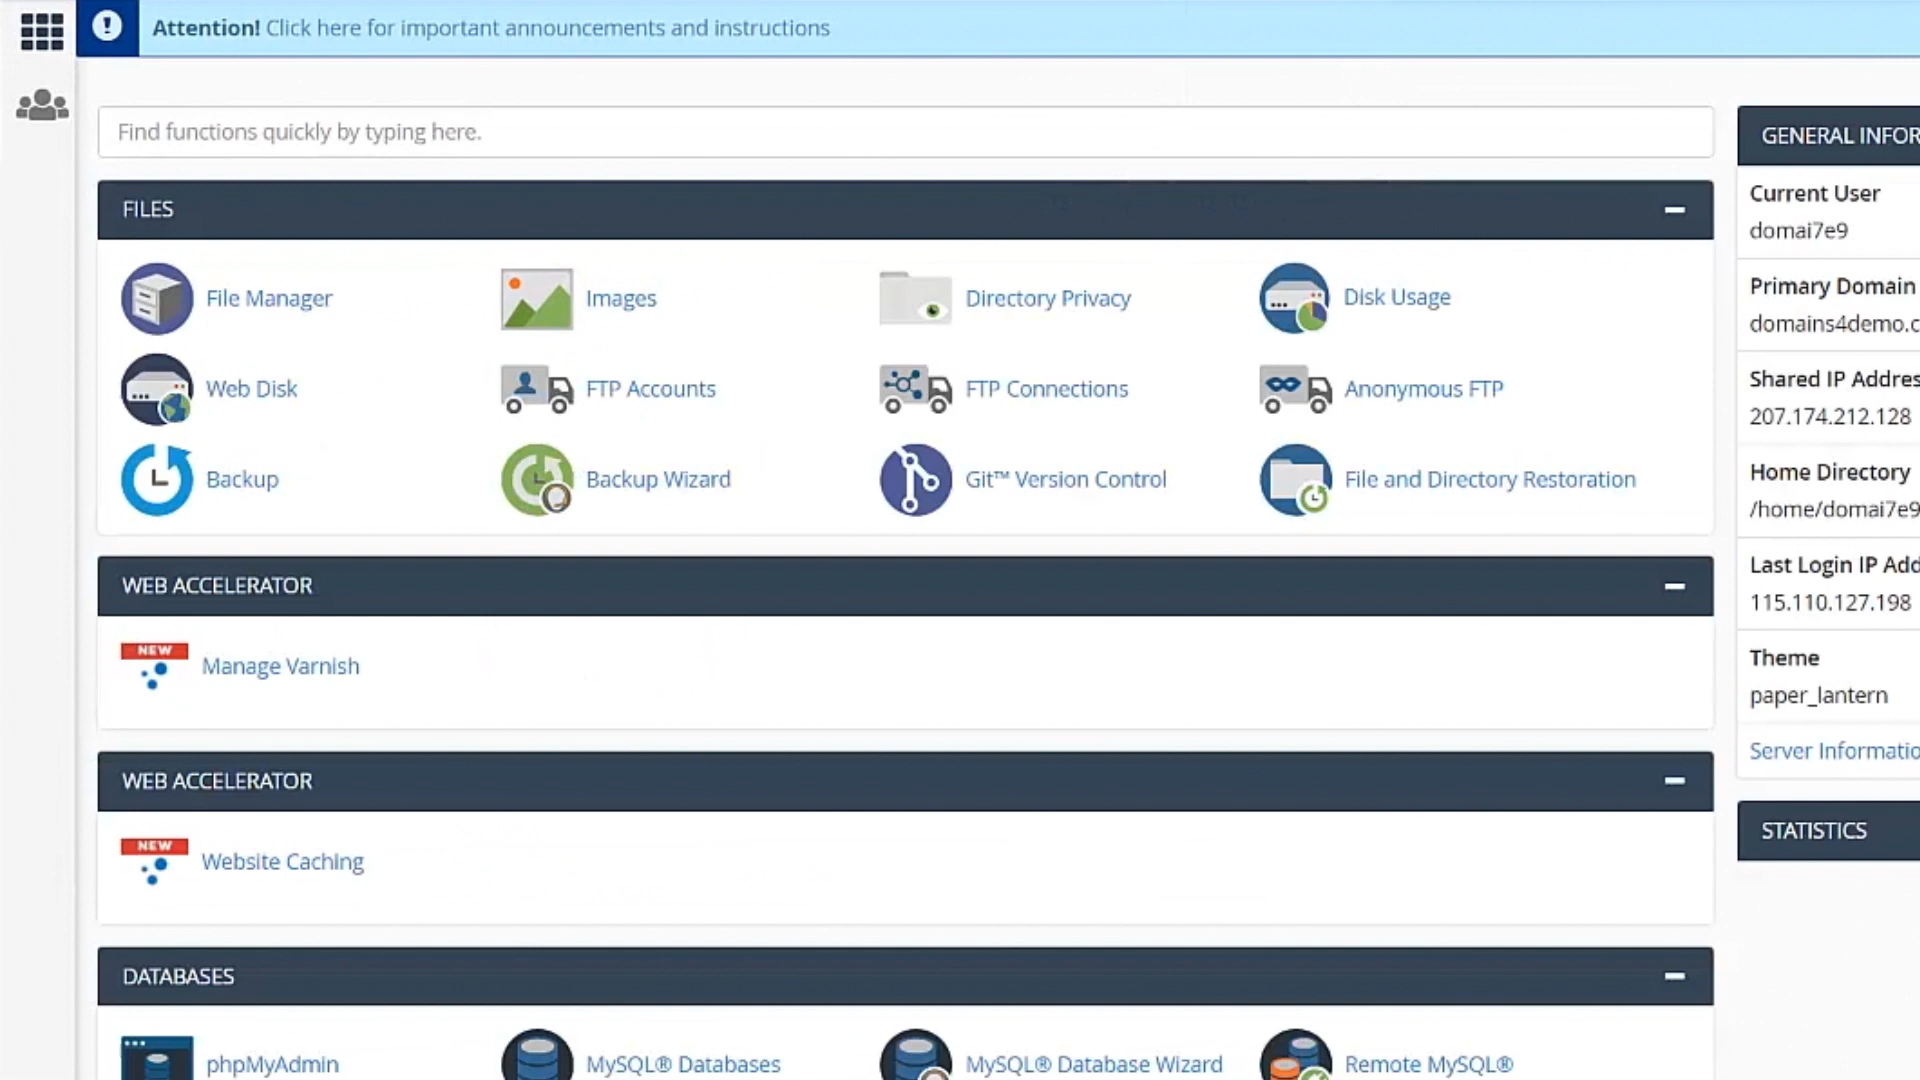 Attention! Click here for important announcements and instructions
Find functions quickly by typing here.
FILES
File Manager
Images
Directory Privacy
Disk Usage
Web Disk
FTP Accounts
FTP Connections
Anonymous FTP
Backup
Backup Wizard
Git™ Version Control
File and Directory Restoration
WEB ACCELERATOR
NEW
Manage Varnish
WEB ACCELERATOR
NEW
Website Caching
DATABASES
phpMyAdmin
MySQL® Databases
MySQL® Database Wizard
Remote MySQL®
GENERAL INFOR
Current User
domai7e9
Primary Domain
domains4demo.c
Shared IP Addres
207.174.212.128
Home Directory
/home/domai7e9
Last Login IP Add
115.110.127.198
Theme
paper_lantern
Server Informatio
STATISTICS